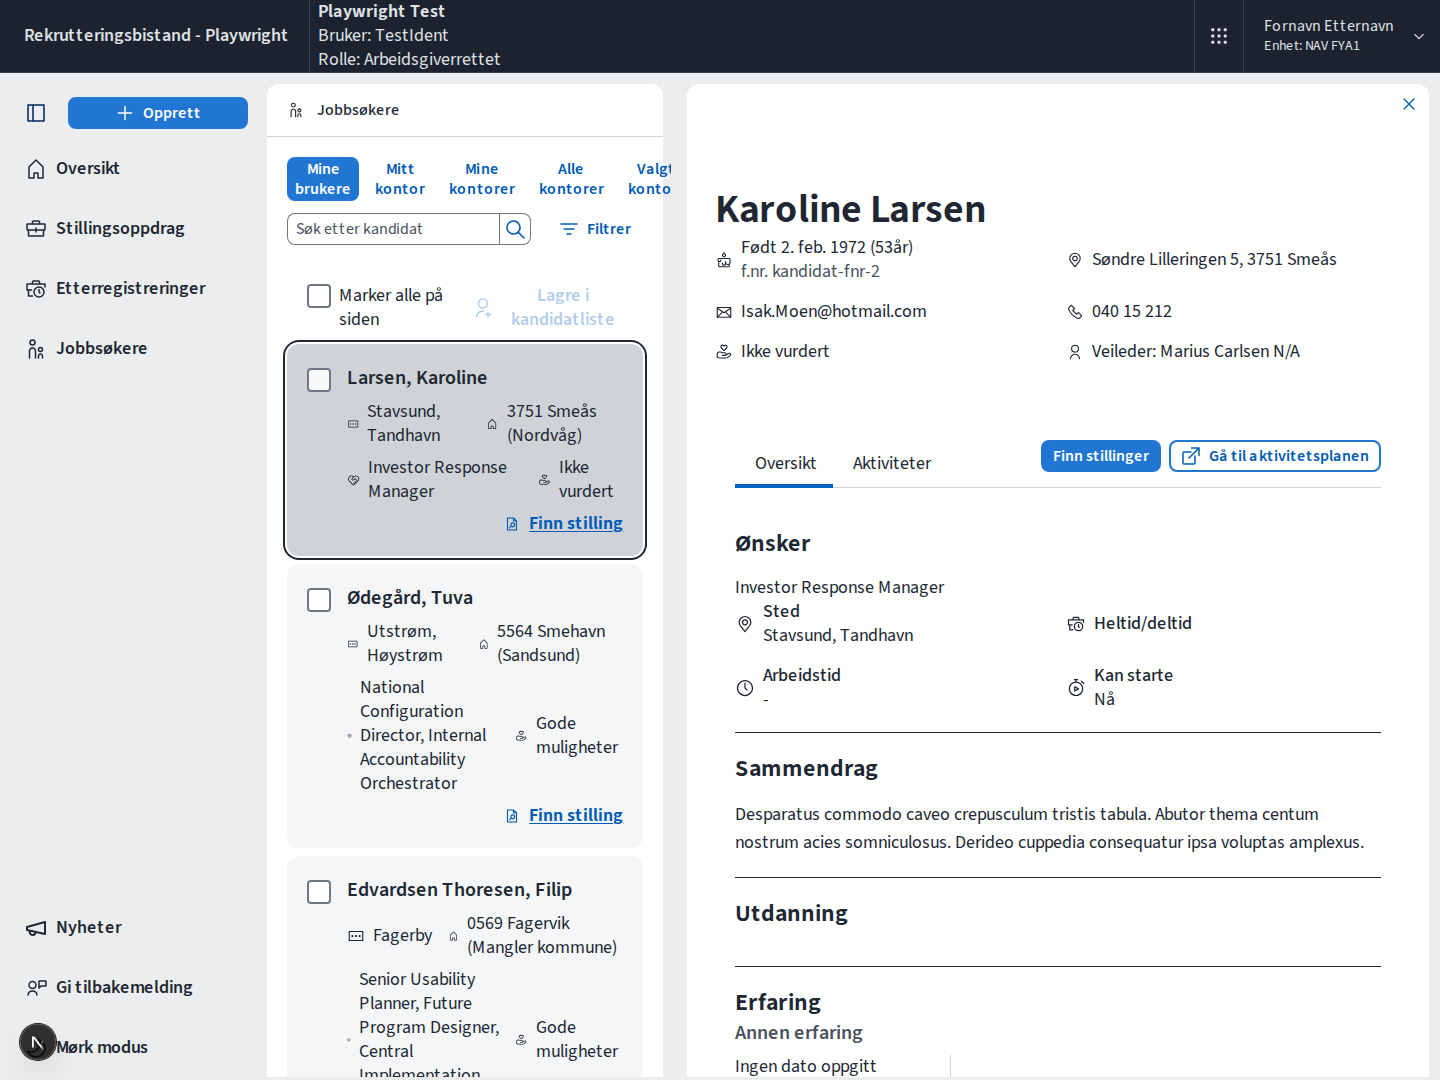 Rekrutteringsbistand - Playwright
Playwright Test
Bruker: TestIdent
Rolle: Arbeidsgiverrettet
Fornavn Etternavn
Enhet: NAV FYA1
Opprett
Oversikt
Stillingsoppdrag
Etterregistreringer
Jobbsøkere
Nyheter
Gi tilbakemelding
N
Mørk modus
Jobbsøkere
Mine
brukere
Mitt
kontor
Mine
kontorer
Alle
kontorer
Valgt
konto
Søk etter kandidat
Filtrer
Marker alle på
siden
Lagre i
kandidatliste
Larsen, Karoline
Stavsund,
Tandhavn
3751 Smeås
(Nordvåg)
Investor Response
Manager
Ikke
vurdert
Finn stilling
Ødegård, Tuva
Utstrøm,
Høystrøm
5564 Smehavn
(Sandsund)
National
Configuration
Director, Internal
Accountability
Orchestrator
Gode
muligheter
Finn stilling
Edvardsen Thoresen, Filip
Fagerby
0569 Fagervik
(Mangler kommune)
Senior Usability
Planner, Future
Program Designer,
Central
Implementation
Gode
muligheter
Karoline Larsen
Født 2. feb. 1972 (53år)
f.nr. kandidat-fnr-2
Søndre Lilleringen 5, 3751 Smeås
Isak.Moen@hotmail.com
040 15 212
Ikke vurdert
Veileder: Marius Carlsen N/A
Oversikt
Aktiviteter
Finn stillinger
Gå til aktivitetsplanen
Ønsker
Investor Response Manager
Sted
Stavsund, Tandhavn
Heltid/deltid
Arbeidstid
-
Kan starte
Nå
Sammendrag
Desparatus commodo caveo crepusculum tristis tabula. Abutor thema centum
nostrum acies somniculosus. Derideo cuppedia consequatur ipsa voluptas amplexus.
Utdanning
Erfaring
Annen erfaring
Ingen dato oppgitt